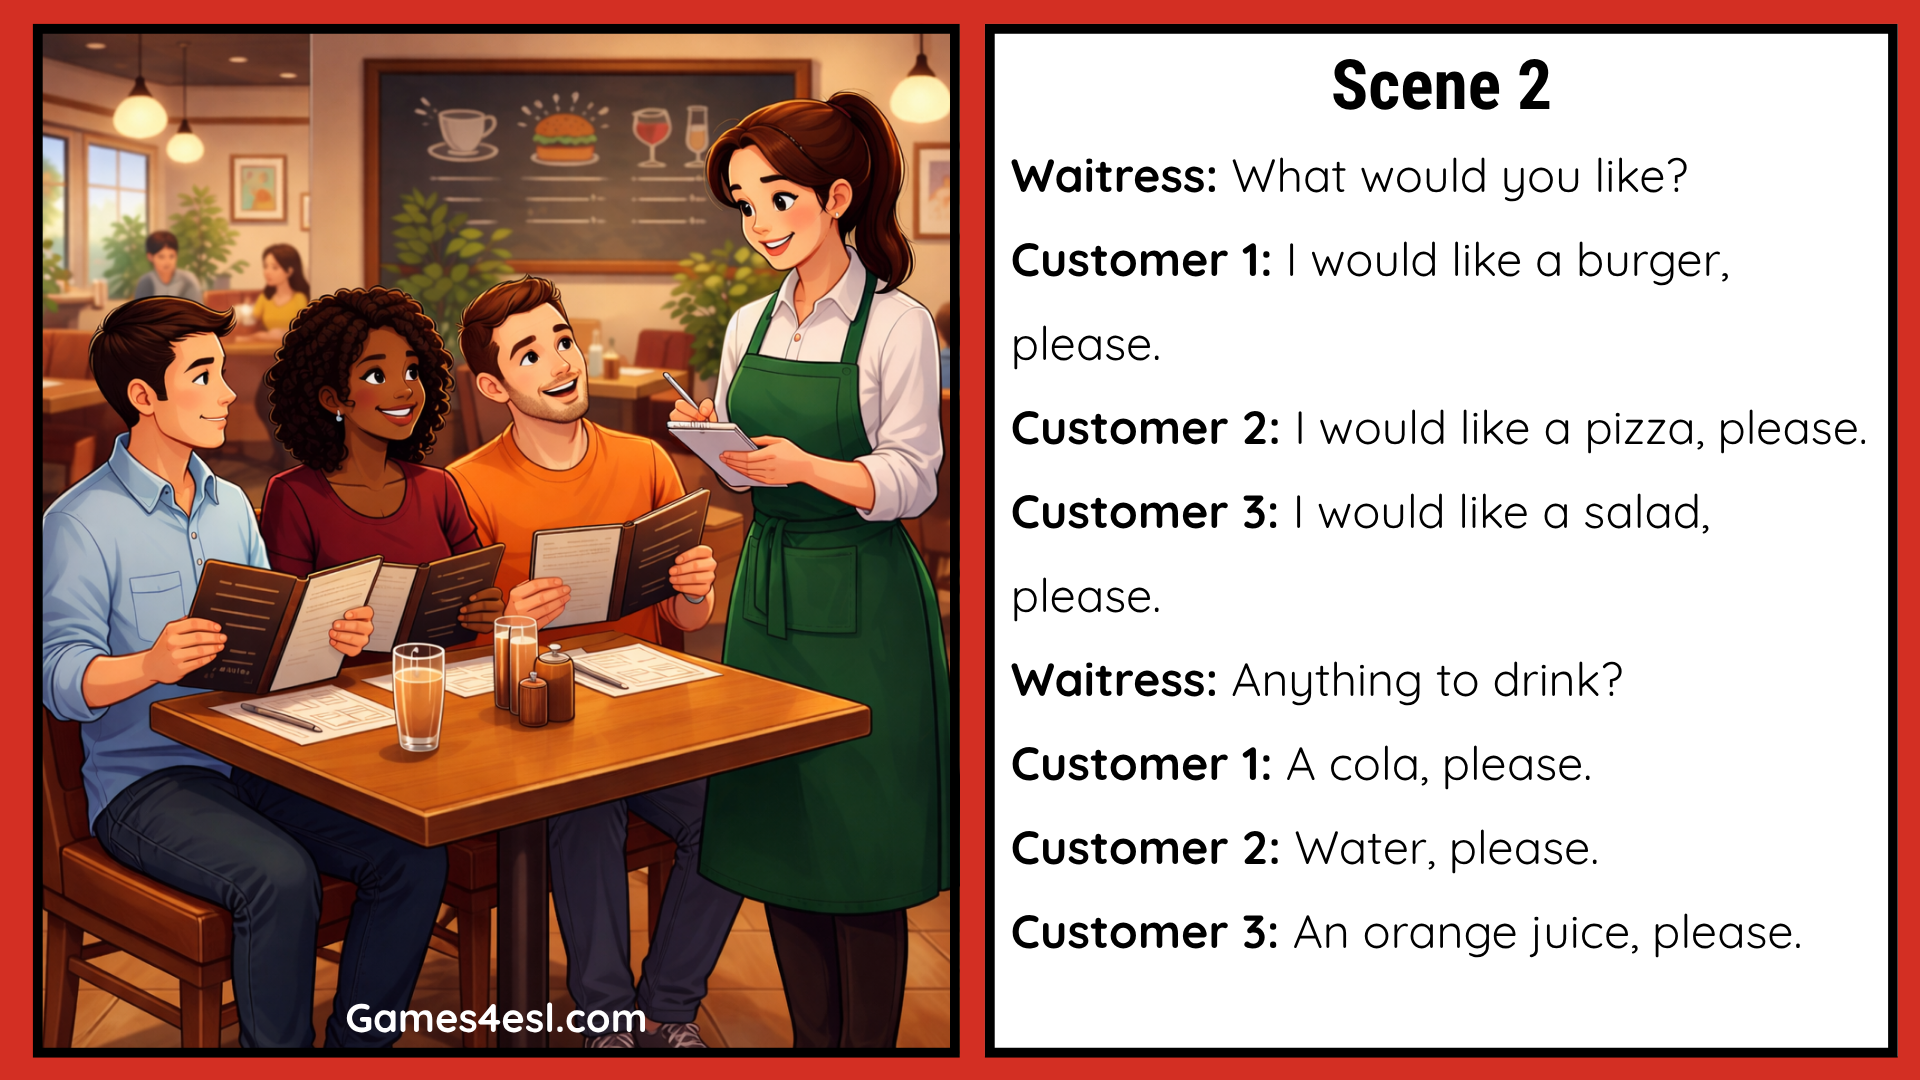 Scene 2
Waitress: What would you like?
Customer 1: I would like a burger,
please.
Customer 2: I would like a pizza, please.
Customer 3: I would like a salad,
please.
Waitress: Anything to drink?
Customer 1: A cola, please.
Customer 2: Water, please.
Customer 3: An orange juice, please.
Games4esl.com